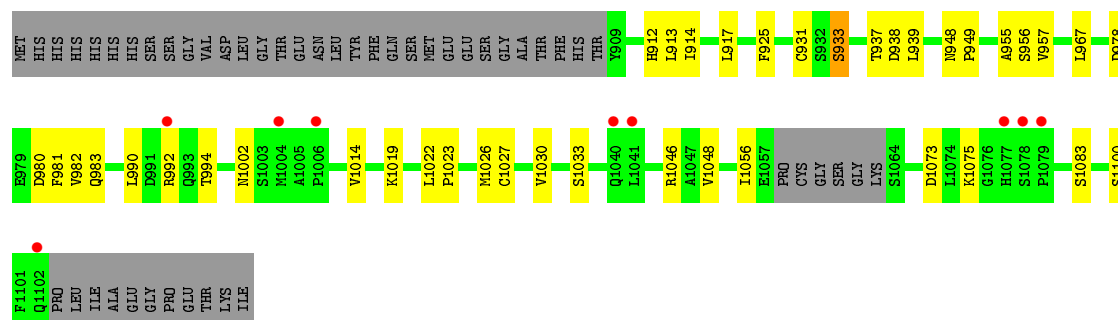 MET HIS HIS HIS HIS HIS HIS SER SER GLY VAL ASP LEU GLY THR GLU ASN LEU TYR PHE GLN SER MET GLU GLU SER GLY ALA THR PHE HIS THR Y909 H912 L913 I914 L917 F925 C931 S932 S933 T937 D938 L939 N948 P949 A955 S956 V957 L967 D978
E979 D980 F981 V982 Q983 L990 D991 R992 Q993 T994 N1002 S1003 M1004 A1005 P1006 V1014 K1019 L1022 P1023 M1026 C1027 V1030 S1033 Q1040 L1041 R1046 A1047 V1048 I1056 E1057 PRO CYS GLY SER GLY LYS S1064 D1073 L1074 K1075 G1076 H1077 S1078 P1079 S1083 S1100
F1101 Q1102 PRO LEU ILE ALA GLU GLY PRO GLU THR LYS ILE